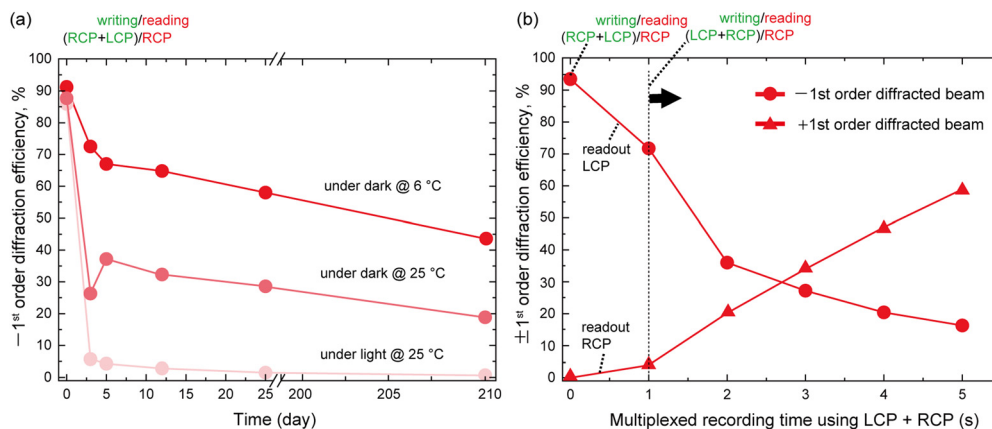 (a)
writing/reading
(RCP+LCP)/RCP
100
90
80
70
60
50
40
30
20
10
0
−1st order diffraction efficiency, %
under dark @ 6 °C
under dark @ 25 °C
under light @ 25 °C
0 5 10 15 20 25 200 205 210
Time (day)
(b)
writing/reading
(RCP+LCP)/RCP
writing/reading
(LCP+RCP)/RCP
100
90
80
70
60
50
40
30
20
10
0
±1st order diffraction efficiency, %
−1st order diffracted beam
+1st order diffracted beam
readout
LCP
readout
RCP
0 1 2 3 4 5
Multiplexed recording time using LCP + RCP (s)